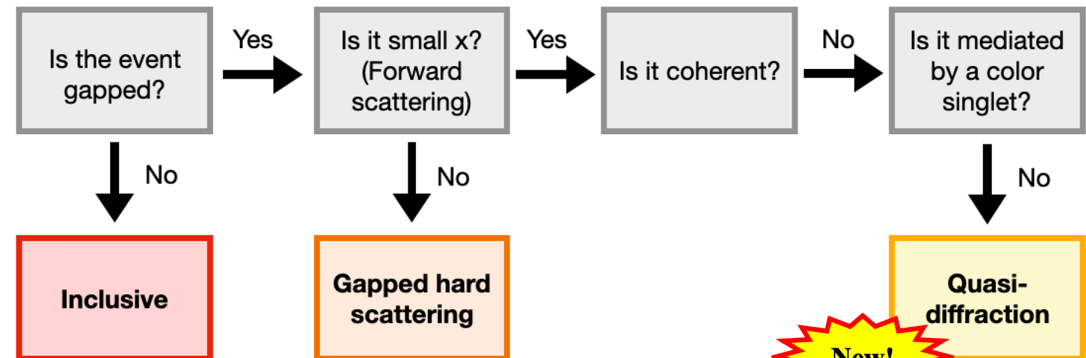 Is the event
gapped?
Yes
Is it small x?
(Forward
scattering)
Yes
Is it coherent?
No
Is it mediated
by a color
singlet?
No
No
No
Inclusive
Gapped hard
scattering
Quasi-
diffraction
New!